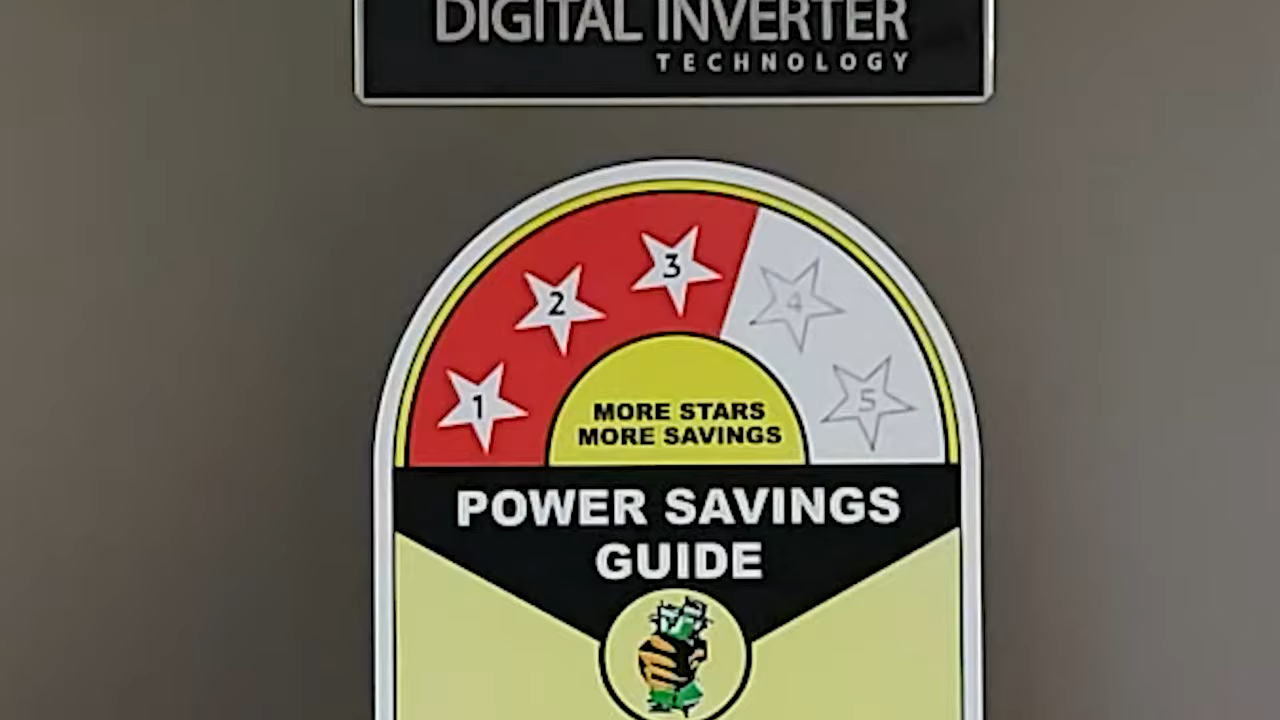 DIGITAL INVERTER
TECHNOLOGY
1
2
3
4
5
MORE STARS
MORE SAVINGS
POWER SAVINGS
GUIDE